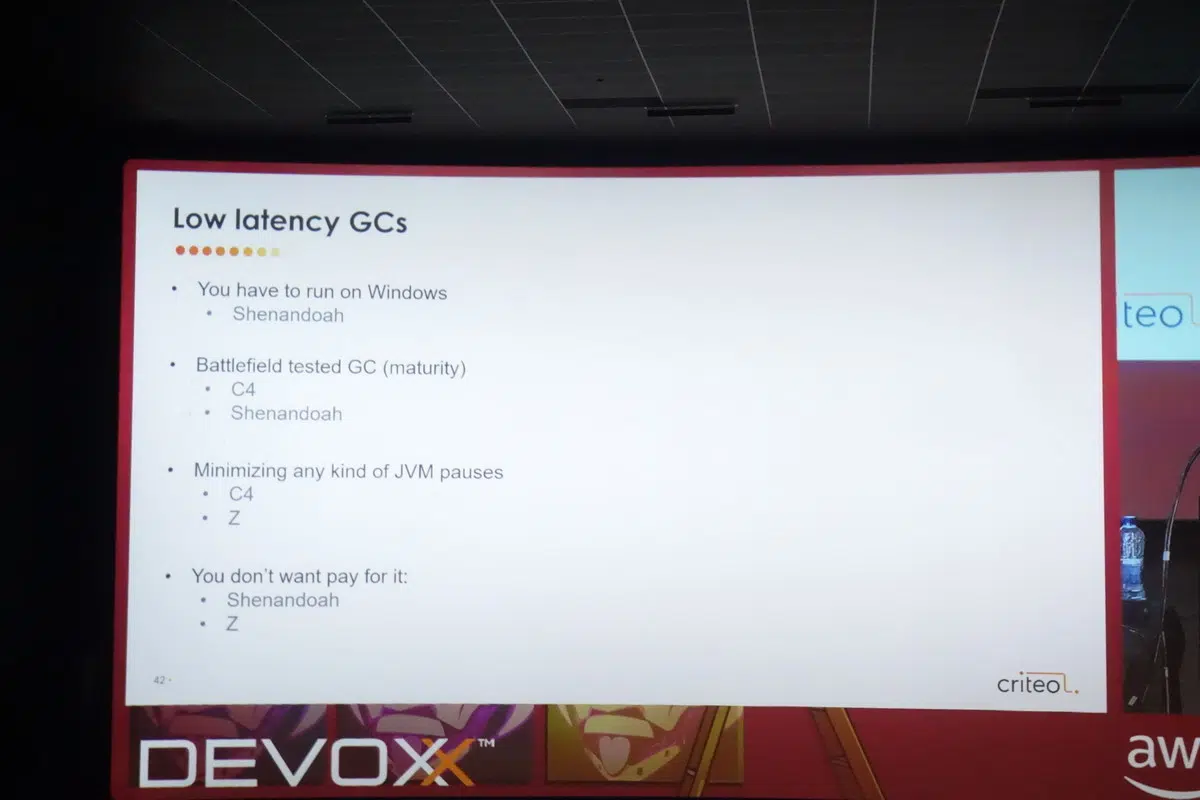 Low latency GCs
• You have to run on Windows
• Shenandoah
• Battlefield tested GC (maturity)
• C4
• Shenandoah
• Minimizing any kind of JVM pauses
• C4
• Z
• You don't want pay for it:
• Shenandoah
• Z
42 •
criteo
teo
DEVOXX™
aw